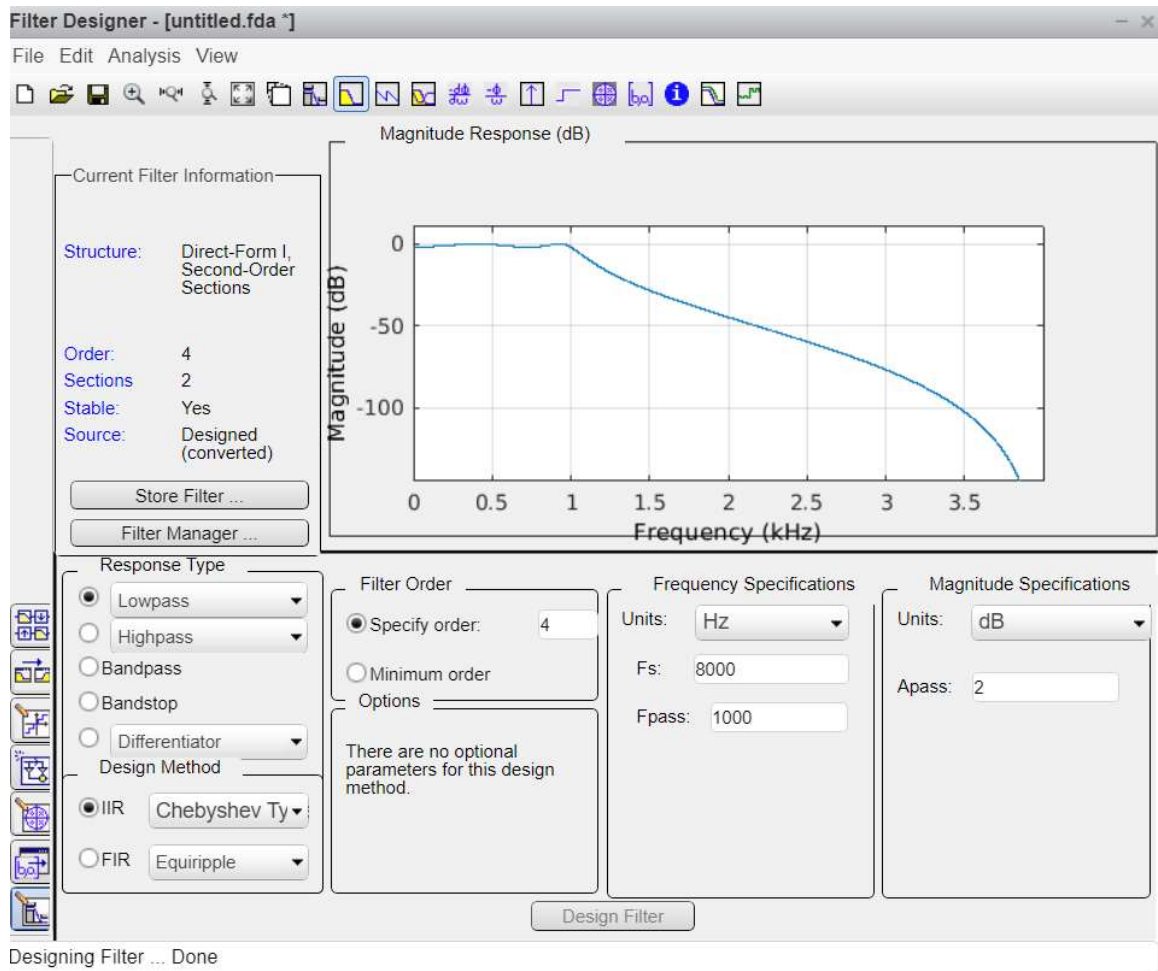 Filter Designer - [untitled.fda *]
File Edit Analysis View
Magnitude Response (dB)
Current Filter Information
Structure: Direct-Form I,
Second-Order
Sections
Order: 4
Sections 2
Stable: Yes
Source: Designed
(converted)
Store Filter ...
Filter Manager ...
0
-50
-100
Magnitude (dB)
0 0.5 1 1.5 2 2.5 3 3.5
Frequency (kHz)
Response Type
Lowpass
Highpass
Bandpass
Bandstop
Differentiator
Design Method
IIR Chebyshev Ty
FIR Equiripple
Filter Order
Specify order: 4
Minimum order
Options
There are no optional
parameters for this design
method.
Frequency Specifications
Units: Hz
Fs: 8000
Fpass: 1000
Magnitude Specifications
Units: dB
Apass: 2
Design Filter
Designing Filter ... Done